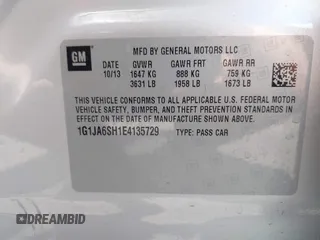 GM
MFD BY GENERAL MOTORS LLC
DATE GVWR GAWR FRT GAWR RR
10/13 1647 KG 888 KG 759 KG
3631 LB 1958 LB 1673 LB
THIS VEHICLE CONFORMS TO ALL APPLICABLE U.S. FEDERAL MOTOR
VEHICLE SAFETY, BUMPER, AND THEFT PREVENTION STANDARDS
IN EFFECT ON THE DATE OF MANUFACTURE SHOWN ABOVE.
1G1JA6SH1E4135729 TYPE: PASS CAR
DREAMBID